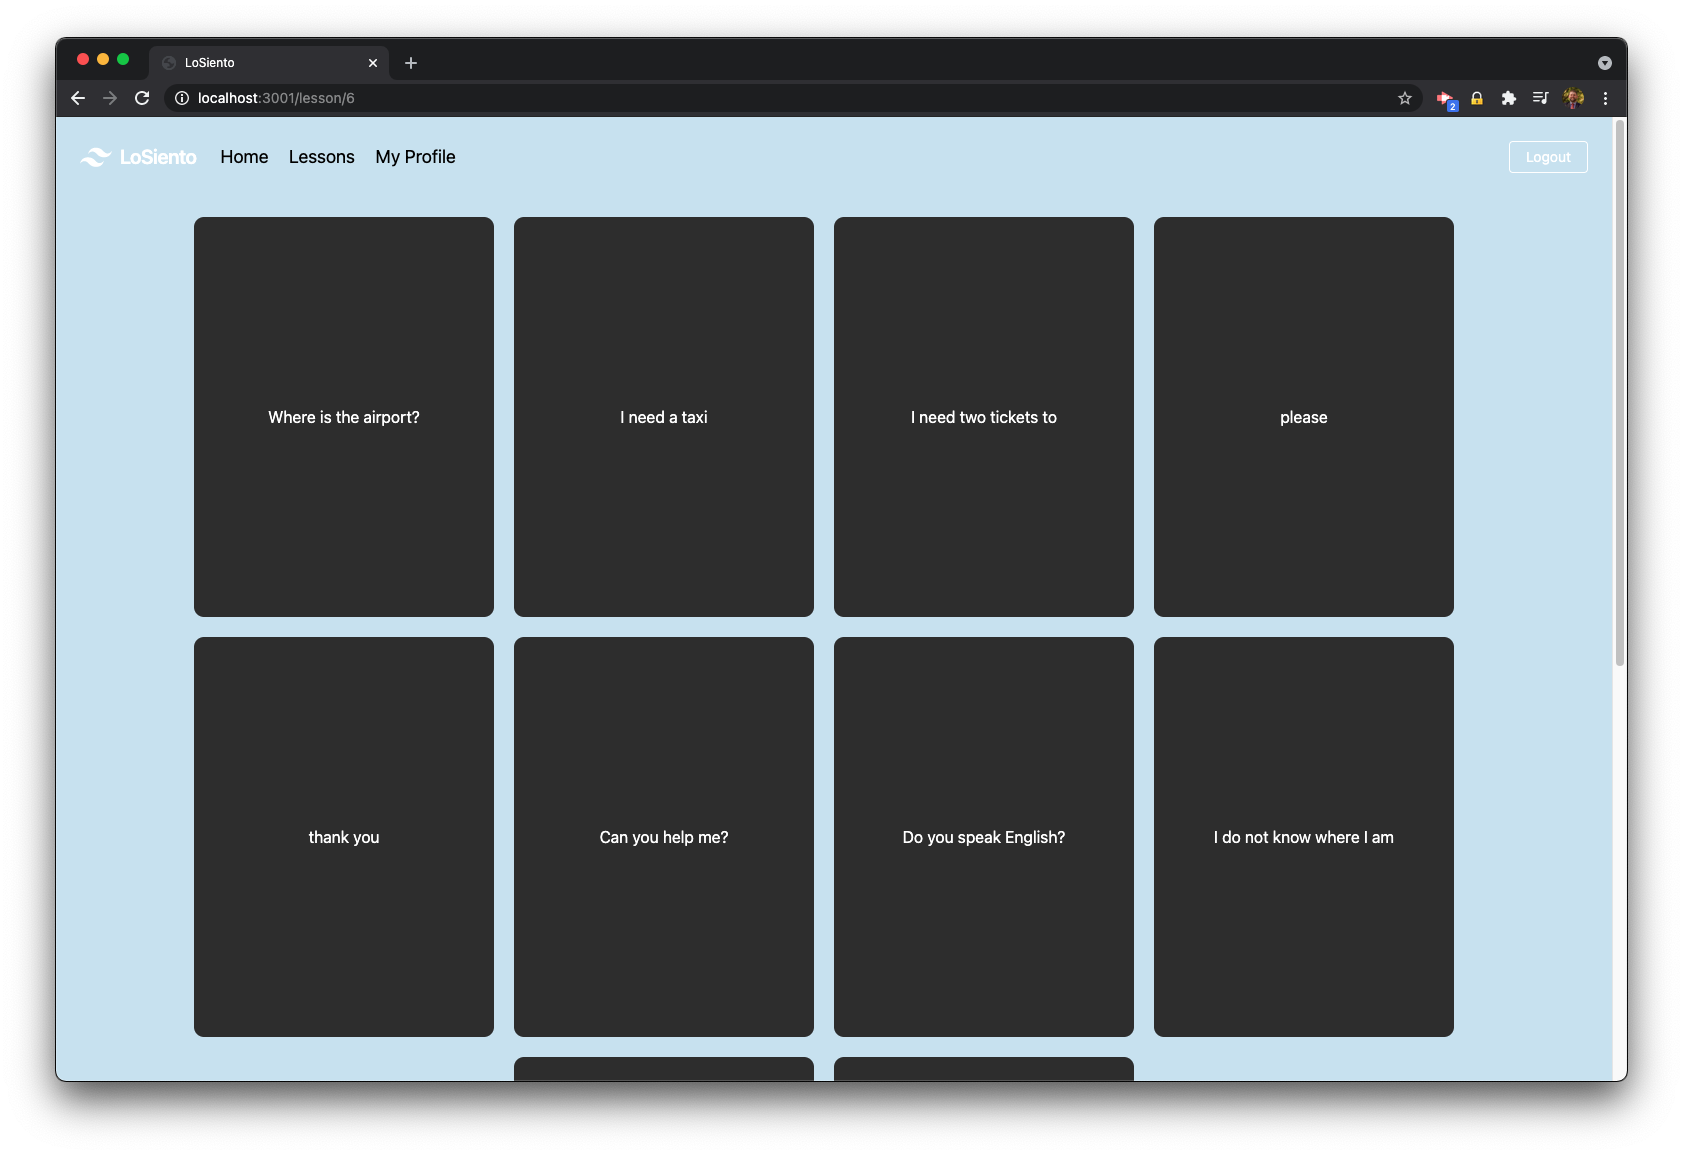 LoSiento
localhost:3001/lesson/6
2
LoSiento Home Lessons My Profile Logout
Where is the airport?
I need a taxi
I need two tickets to
please
thank you
Can you help me?
Do you speak English?
I do not know where I am